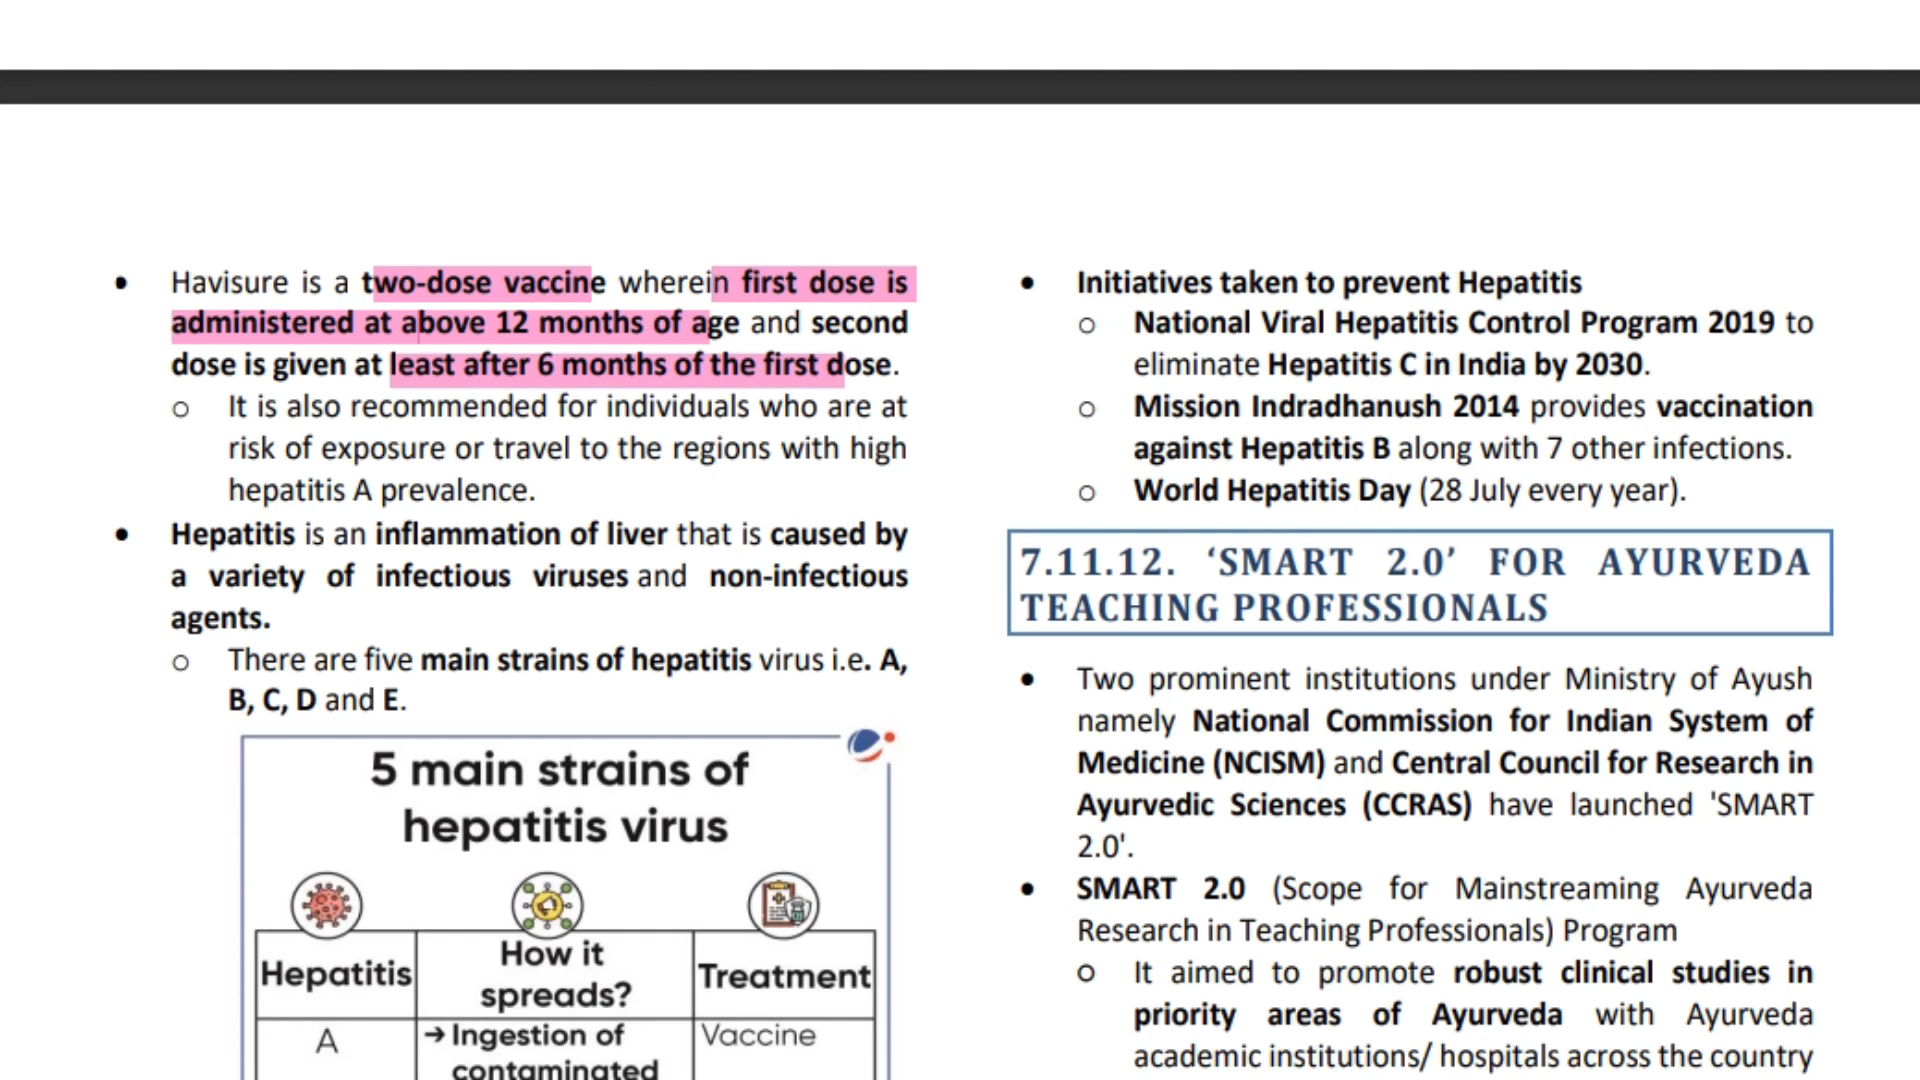 • Havisure is a two-dose vaccine wherein first dose is
administered at above 12 months of age and second
dose is given at least after 6 months of the first dose.
o It is also recommended for individuals who are at
risk of exposure or travel to the regions with high
hepatitis A prevalence.
• Hepatitis is an inflammation of liver that is caused by
a variety of infectious viruses and non-infectious
agents.
o There are five main strains of hepatitis virus i.e. A,
B, C, D and E.
5 main strains of
hepatitis virus
Hepatitis
How it
spreads?
Treatment
A
→ Ingestion of
contaminated
Vaccine
• Initiatives taken to prevent Hepatitis
o National Viral Hepatitis Control Program 2019 to
eliminate Hepatitis C in India by 2030.
o Mission Indradhanush 2014 provides vaccination
against Hepatitis B along with 7 other infections.
o World Hepatitis Day (28 July every year).
7.11.12. ‘SMART 2.0’ FOR AYURVEDA
TEACHING PROFESSIONALS
• Two prominent institutions under Ministry of Ayush
namely National Commission for Indian System of
Medicine (NCISM) and Central Council for Research in
Ayurvedic Sciences (CCRAS) have launched 'SMART
2.0'.
• SMART 2.0 (Scope for Mainstreaming Ayurveda
Research in Teaching Professionals) Program
o It aimed to promote robust clinical studies in
priority areas of Ayurveda with Ayurveda
academic institutions/ hospitals across the country